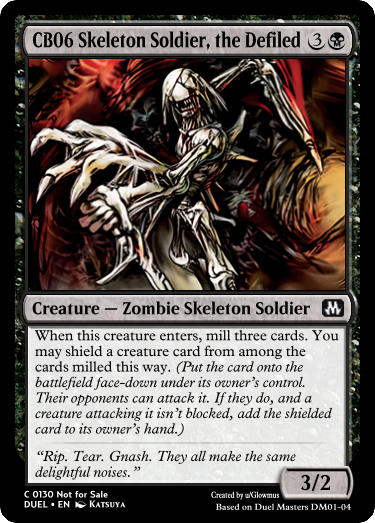 CB06 Skeleton Soldier, the Defiled 3
Creature — Zombie Skeleton Soldier
When this creature enters, mill three cards. You
may shield a creature card from among the
cards milled this way. (Put the card onto the
battlefield face-down under its owner's control.
Their opponents can attack it. If they do, and a
creature attacking it isn't blocked, add the shielded
card to its owner's hand.)
“Rip. Tear. Gnash. They all make the same
delightful noises.”
3/2
C 0130 Not for Sale
DUEL • EN Katsuya
Created by u/Glowmus
Based on Duel Masters DM01-04